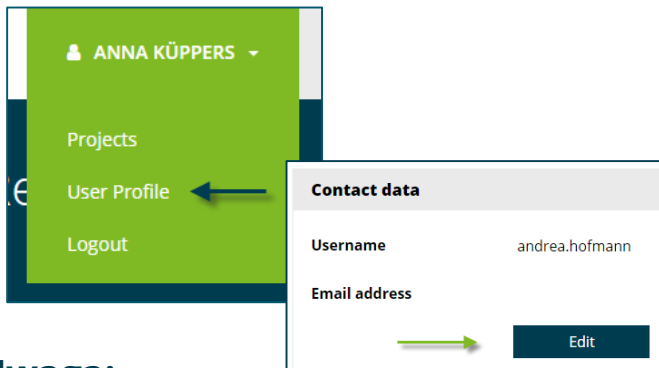 ANNA KÜPPERS
Projects
User Profile
Logout
Contact data
Username andrea.hofmann
Email address
Edit